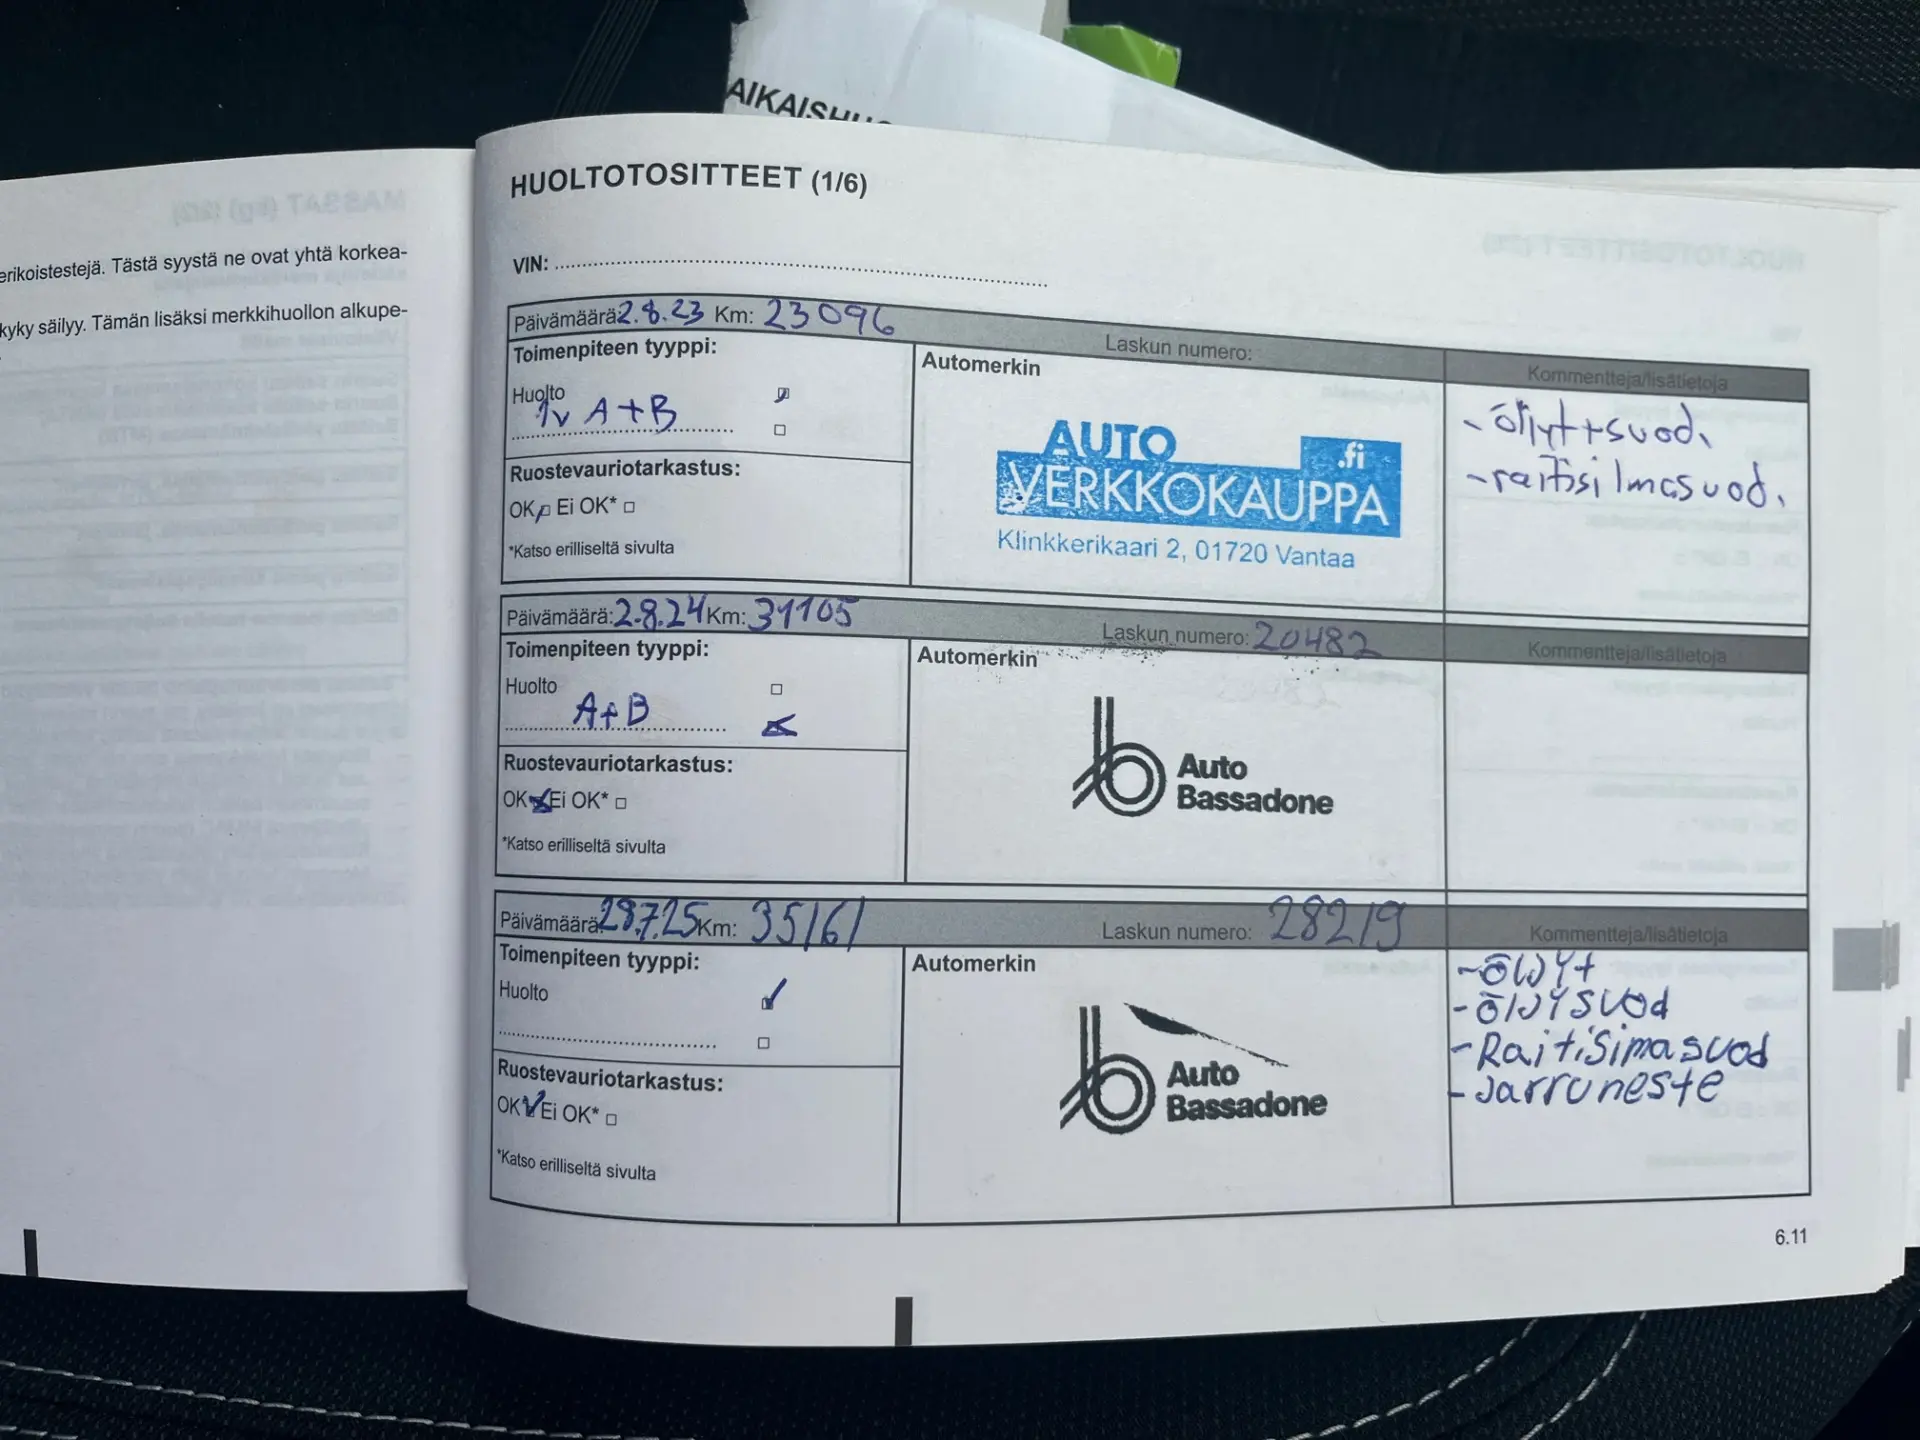 AIKAISHUO
erikoistestejä. Tästä syystä ne ovat yhtä korkea-
kyky säilyy. Tämän lisäksi merkkihuollon alkupe-
HUOLTOTOSITTEET (1/6)
VIN:
Päivämäärä: 2.8.23 Km: 23096
Laskun numero:
Kommentteja/lisätietoja
Toimenpiteen tyyppi:
Huolto
1v A+B
Ruostevauriotarkastus:
OK Ei OK*
*Katso erilliseltä sivulta
Automerkin
AUTO
VERKKOKAUPPA .fi
Klinkkerikaari 2, 01720 Vantaa
- öljyt+suod.
- raitisilmasuod.
Päivämäärä: 2.8.24 Km: 31105
Laskun numero: 20482
Kommentteja/lisätietoja
Toimenpiteen tyyppi:
Huolto
A+B
Ruostevauriotarkastus:
OK Ei OK*
*Katso erilliseltä sivulta
Automerkin
Auto
Bassadone
Päivämäärä: 28.7.25 Km: 35161
Laskun numero: 28219
Kommentteja/lisätietoja
Toimenpiteen tyyppi:
Huolto
Ruostevauriotarkastus:
OK Ei OK*
*Katso erilliseltä sivulta
Automerkin
Auto
Bassadone
- öljyt
- öljysuod
- Raitisimasuod
- Jarruneste
6.11